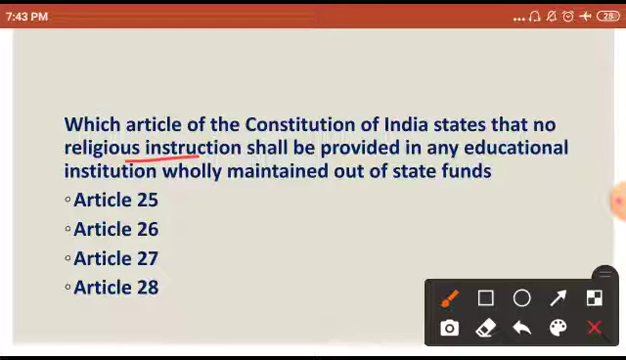 7:43 PM
28
Which article of the Constitution of India states that no
religious instruction shall be provided in any educational
institution wholly maintained out of state funds
Article 25
Article 26
Article 27
Article 28